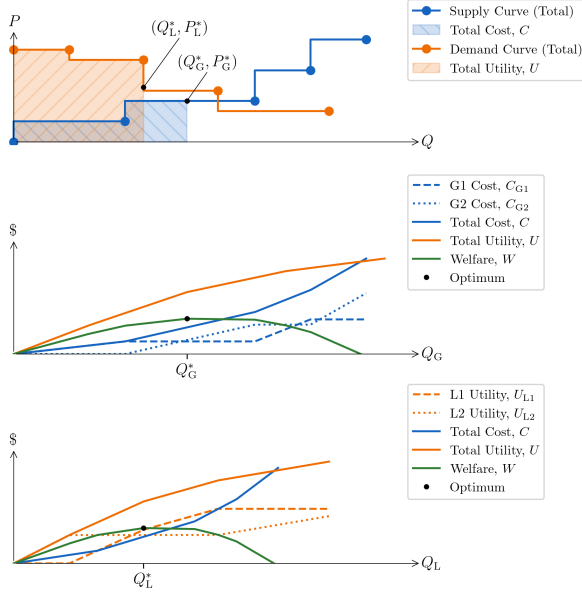 P
(Q*L, P*L)
(Q*G, P*G)
Q
Supply Curve (Total)
Total Cost, C
Demand Curve (Total)
Total Utility, U
$
QG
Q*G
G1 Cost, CG1
G2 Cost, CG2
Total Cost, C
Total Utility, U
Welfare, W
Optimum
$
QL
Q*L
L1 Utility, UL1
L2 Utility, UL2
Total Cost, C
Total Utility, U
Welfare, W
Optimum